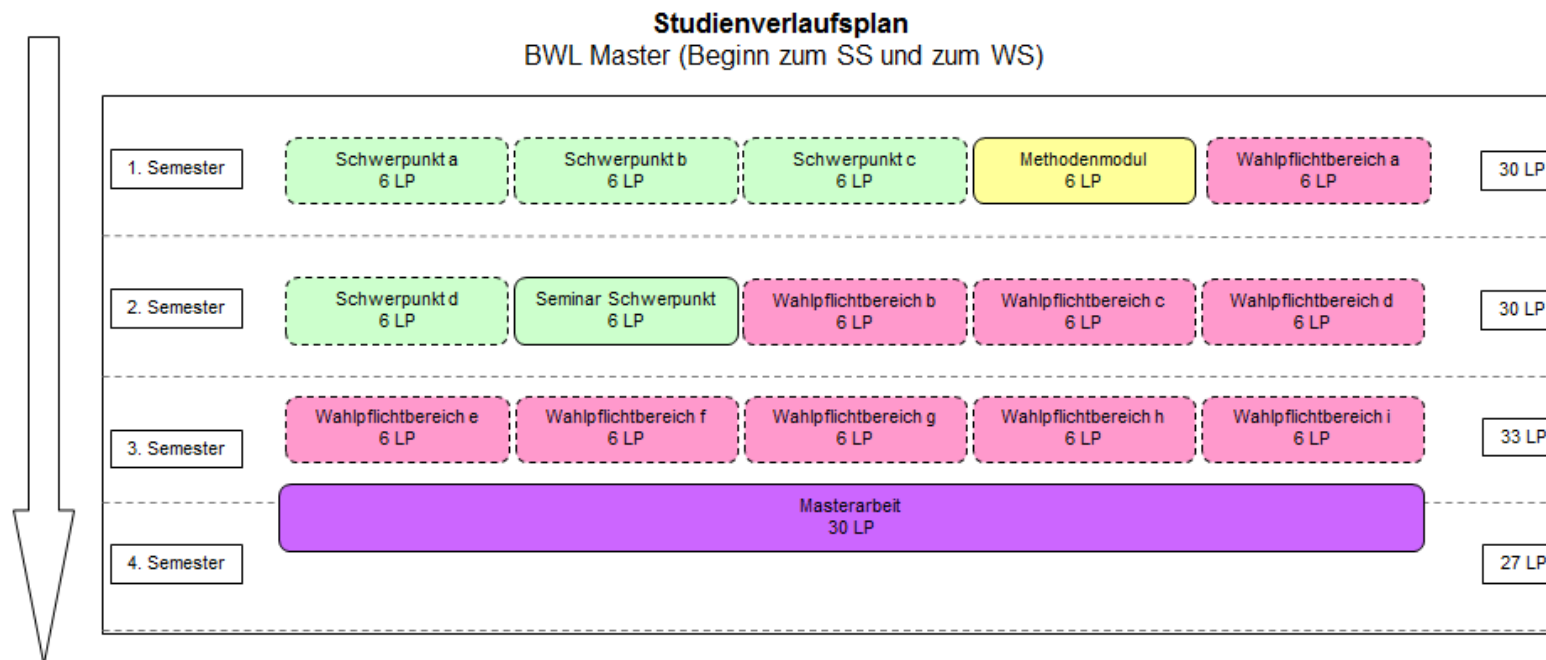 Studienverlaufsplan
BWL Master (Beginn zum SS und zum WS)
1. Semester
Schwerpunkt a
6 LP
Schwerpunkt b
6 LP
Schwerpunkt c
6 LP
Methodenmodul
6 LP
Wahlpflichtbereich a
6 LP
30 LP
2. Semester
Schwerpunkt d
6 LP
Seminar Schwerpunkt
6 LP
Wahlpflichtbereich b
6 LP
Wahlpflichtbereich c
6 LP
Wahlpflichtbereich d
6 LP
30 LP
3. Semester
Wahlpflichtbereich e
6 LP
Wahlpflichtbereich f
6 LP
Wahlpflichtbereich g
6 LP
Wahlpflichtbereich h
6 LP
Wahlpflichtbereich i
6 LP
33 LP
Masterarbeit
30 LP
4. Semester
27 LP